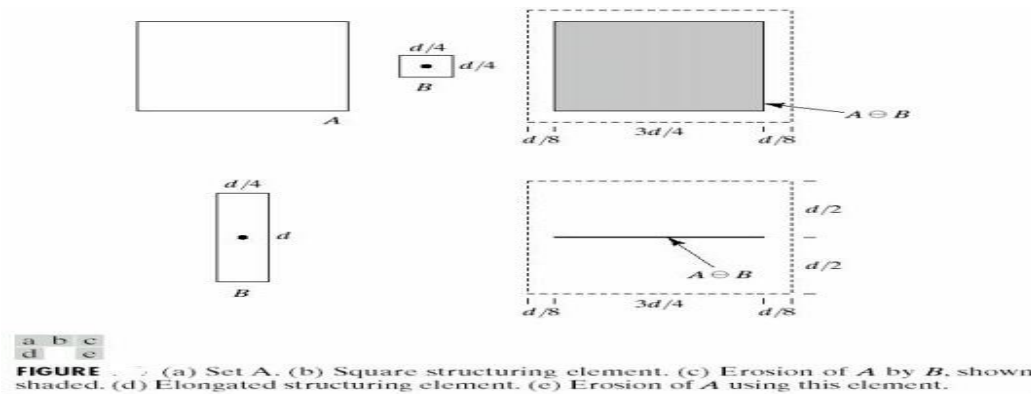 d/4
d/4
B
A
A ⊖ B
d/8
3d/4
d/8
d/4
d
B
d/2
A ⊖ B
d/2
d/8
3d/4
d/8
a b c
d e
FIGURE (a) Set A. (b) Square structuring element. (c) Erosion of A by B, shown
shaded. (d) Elongated structuring element. (e) Erosion of A using this element.